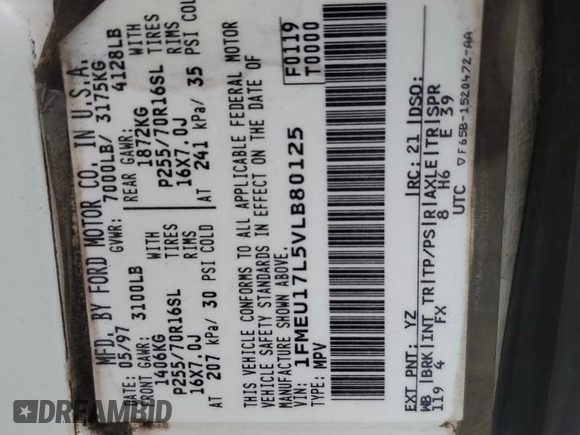 MFD. BY FORD MOTOR CO. IN U.S.A.
DATE: 05/97 GVWR: 7000LB/ 3175KG
FRONT GAWR: 3100LB REAR GAWR: 4128LB
1406KG WITH 1872KG WITH
P255/70R16SL TIRES P255/70R16SL TIRES
16X7.0J RIMS 16X7.0J RIMS
AT 207 kPa/ 30 PSI COLD AT 241 kPa/ 35 PSI COLD
THIS VEHICLE CONFORMS TO ALL APPLICABLE FEDERAL MOTOR
VEHICLE SAFETY STANDARDS IN EFFECT ON THE DATE OF
MANUFACTURE SHOWN ABOVE.
VIN: 1FMEU17L5VLB80125 F0119
TYPE: MPV T0000
EXT PNT: YZ RC: 21 DSO:
WB BRK INT TR TP/PS R AXLE TR SPR
119 4 FX 8 H6 E 39
UTC ▽F65B-1520472-AA
DREAMBID